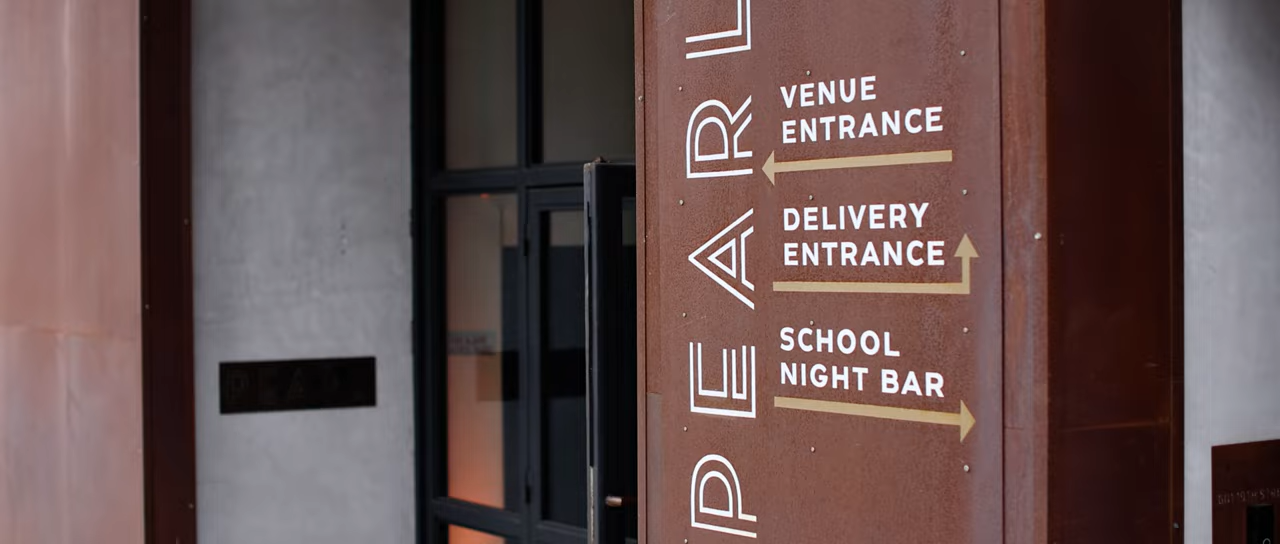 PEARL
VENUE
ENTRANCE
DELIVERY
ENTRANCE
SCHOOL
NIGHT BAR